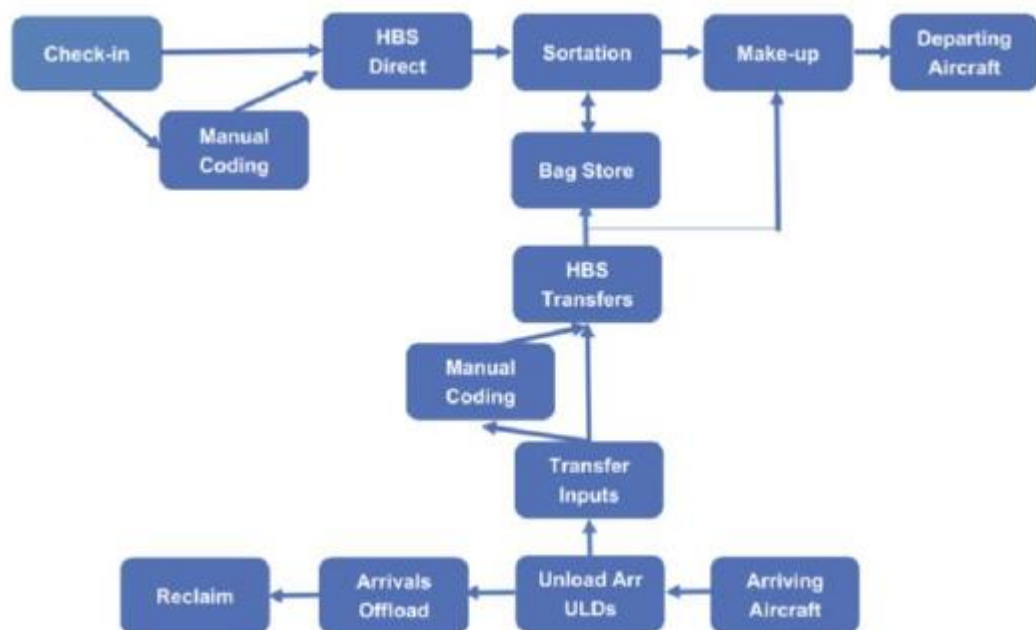 Check-in
HBS
Direct
Sortation
Make-up
Departing
Aircraft
Manual
Coding
Bag Store
HBS
Transfers
Manual
Coding
Transfer
Inputs
Reclaim
Arrivals
Offload
Unload Arr
ULDs
Arriving
Aircraft